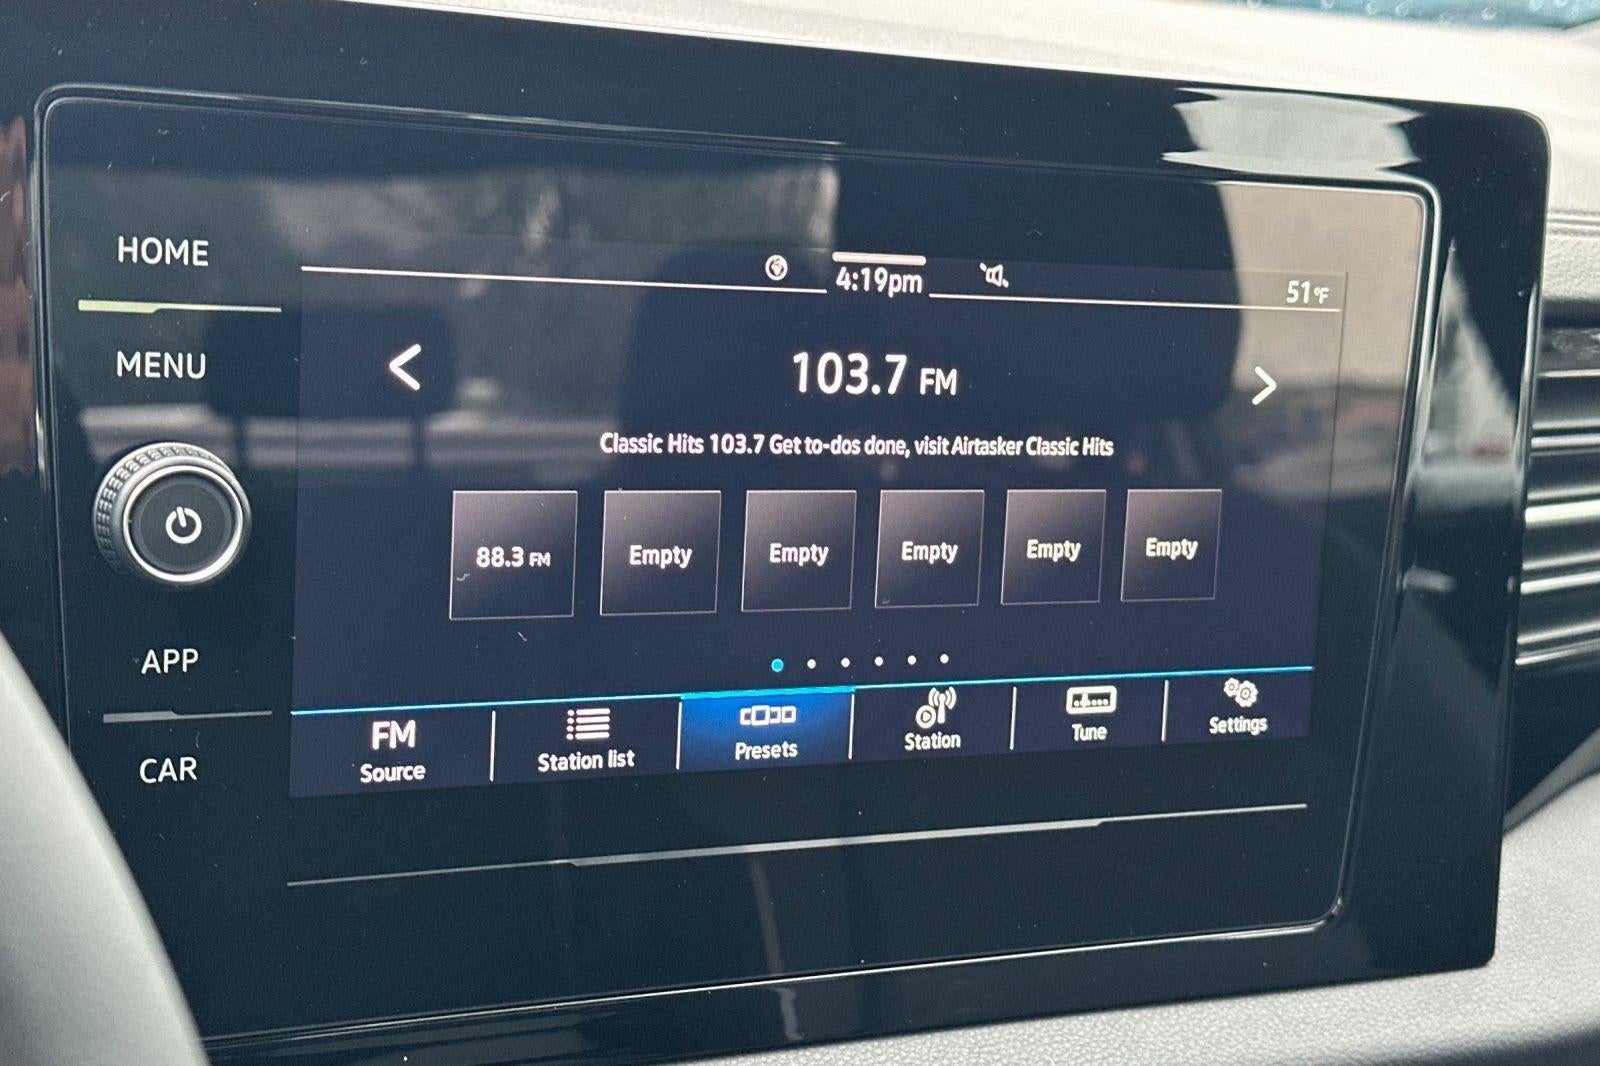 HOME
MENU
APP
CAR
4:19pm
51°F
103.7 FM
Classic Hits 103.7 Get to-dos done, visit Airtasker Classic Hits
88.3 FM
Empty
Empty
Empty
Empty
Empty
FM
Source
Station list
Presets
Station
Tune
Settings